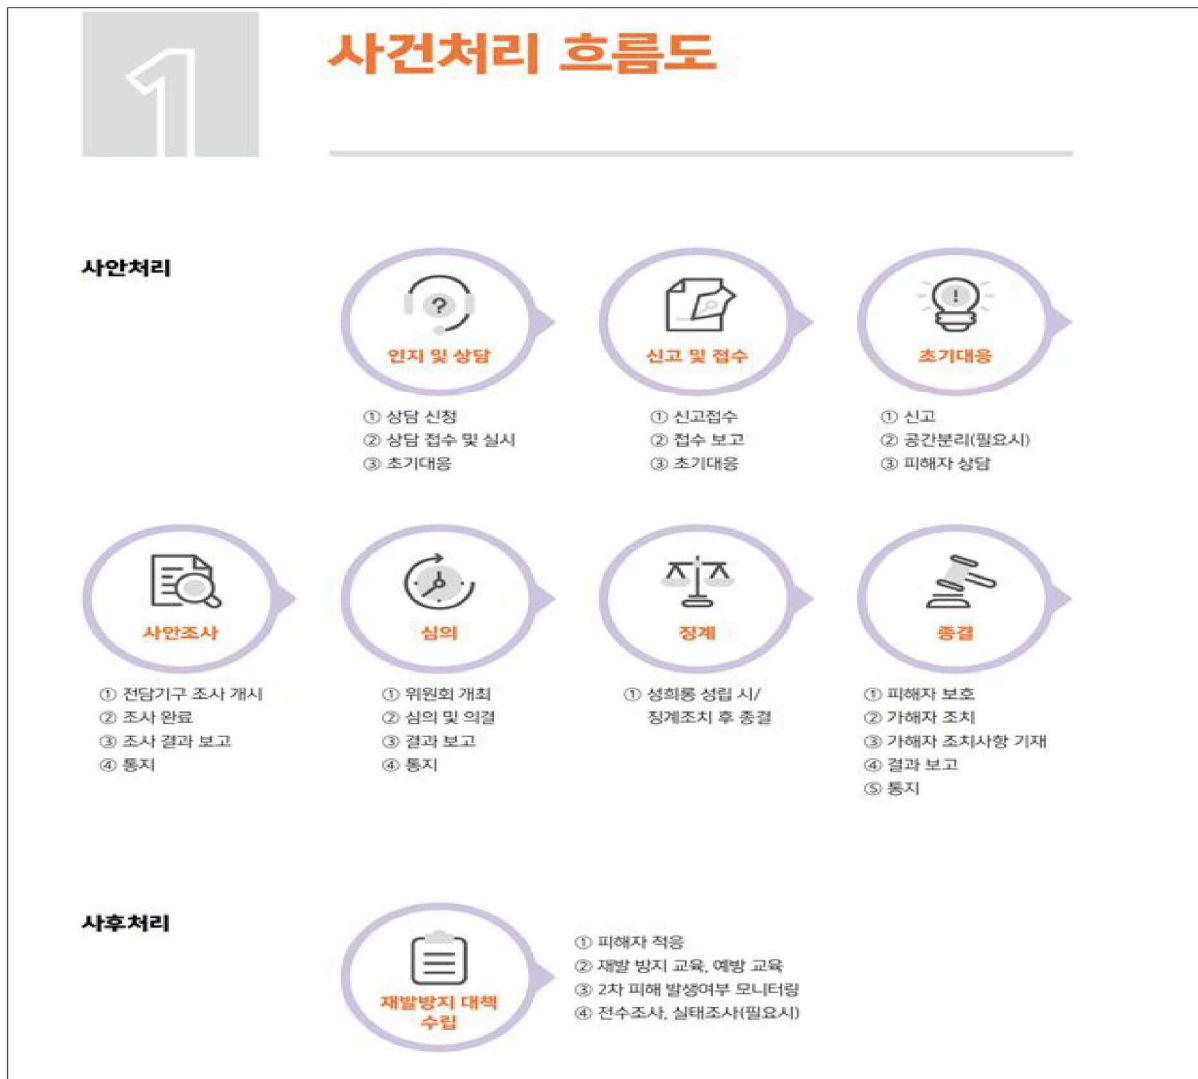 1
사건처리 흐름도
사안처리
인지 및 상담
① 상담 신청
② 상담 접수 및 실시
③ 초기대응
신고 및 접수
① 신고접수
② 접수 보고
③ 초기대응
초기대응
① 신고
② 공간분리(필요시)
③ 피해자 상담
사안조사
① 전담기구 조사 개시
② 조사 완료
③ 조사 결과 보고
④ 통지
심의
① 위원회 개최
② 심의 및 의결
③ 결과 보고
④ 통지
징계
① 성희롱 성립 시/
징계조치 후 종결
종결
① 피해자 보호
② 가해자 조치
③ 가해자 조치사항 기재
④ 결과 보고
⑤ 통지
사후처리
재발방지 대책
수립
① 피해자 적응
② 재발 방지 교육, 예방 교육
③ 2차 피해 발생여부 모니터링
④ 전수조사, 실태조사(필요시)